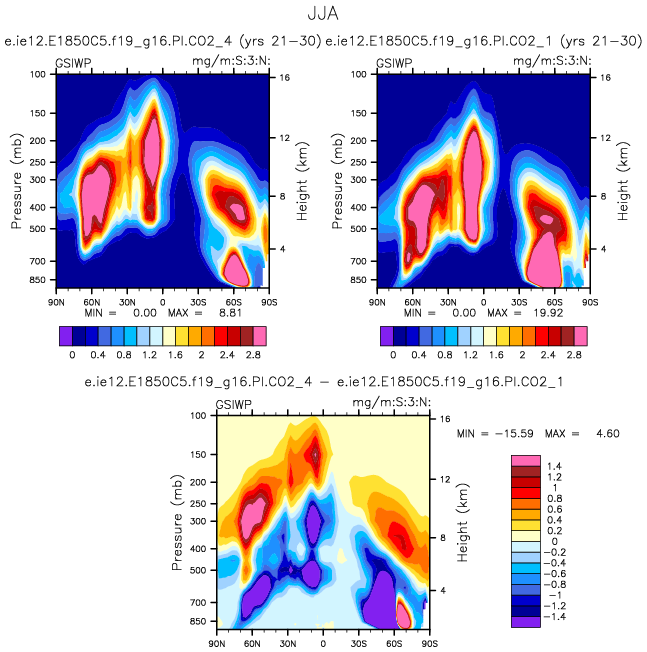 JJA
e.ie12.E1850C5.f19_g16.PI.CO2_4 (yrs 21-30) e.ie12.E1850C5.f19_g16.PI.CO2_1 (yrs 21-30)
GSIWP mg/m:S:3:N:
GSIWP mg/m:S:3:N:
Pressure (mb)
100
150
200
250
300
400
500
700
850
16
12
8
4
Height (km)
90N 60N 30N 0 30S 60S 90S
MIN = 0.00 MAX = 8.81
0 0.4 0.8 1.2 1.6 2 2.4 2.8
Pressure (mb)
100
150
200
250
300
400
500
700
850
16
12
8
4
Height (km)
90N 60N 30N 0 30S 60S 90S
MIN = 0.00 MAX = 19.92
0 0.4 0.8 1.2 1.6 2 2.4 2.8
e.ie12.E1850C5.f19_g16.PI.CO2_4 - e.ie12.E1850C5.f19_g16.PI.CO2_1
GSIWP mg/m:S:3:N:
Pressure (mb)
100
150
200
250
300
400
500
700
850
16
12
8
4
Height (km)
90N 60N 30N 0 30S 60S 90S
MIN = -15.59 MAX = 4.60
1.4
1.2
1
0.8
0.6
0.4
0.2
0
-0.2
-0.4
-0.6
-0.8
-1
-1.2
-1.4